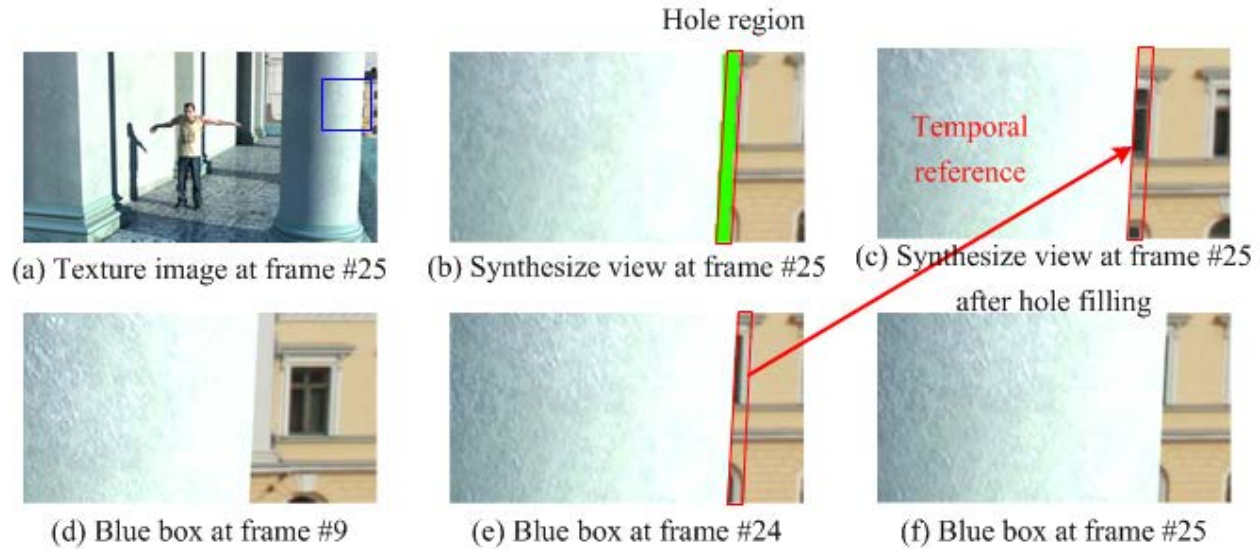 Hole region
Temporal
reference
(a) Texture image at frame #25
(b) Synthesize view at frame #25
(c) Synthesize view at frame #25
after hole filling
(d) Blue box at frame #9
(e) Blue box at frame #24
(f) Blue box at frame #25